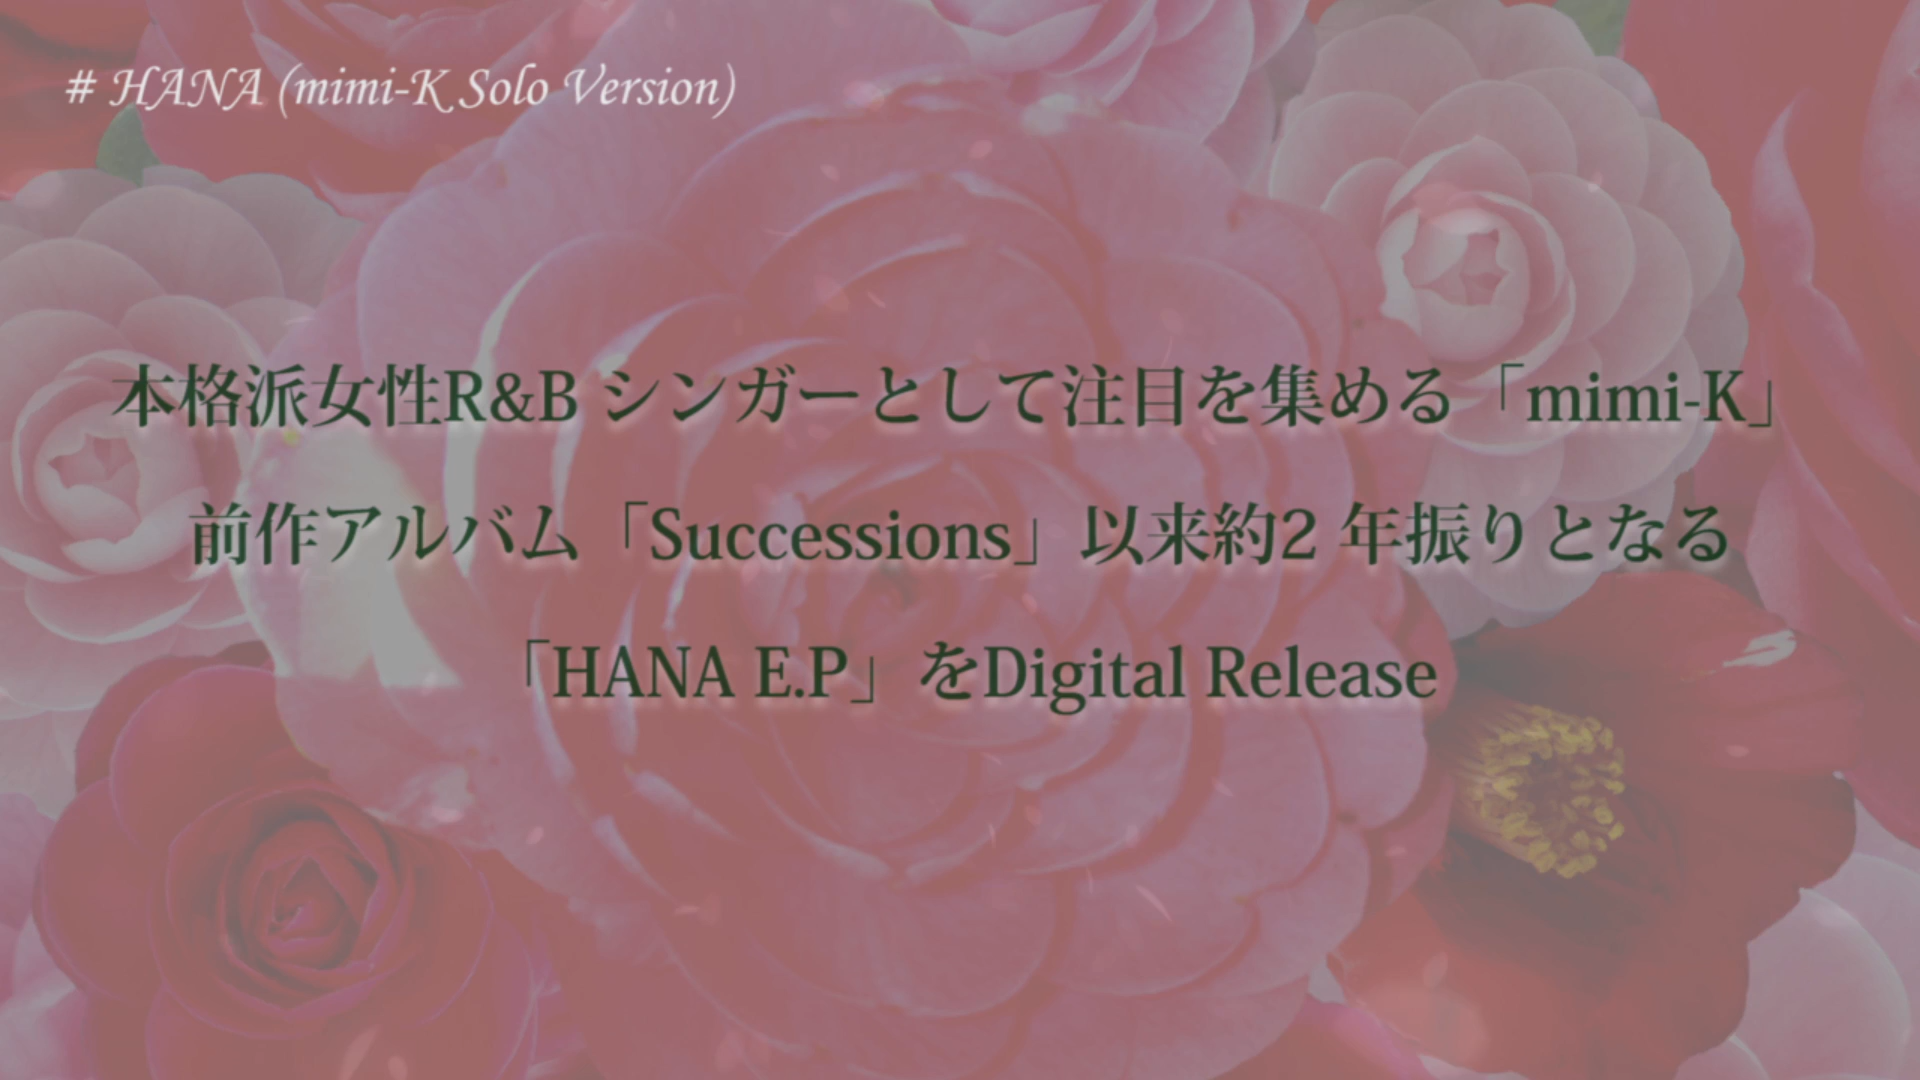 # HANA (mimi-K Solo Version)
本格派女性R&B シンガーとして注目を集める「mimi-K」
前作アルバム「Successions」以来約2 年振りとなる
「HANA E.P」をDigital Release